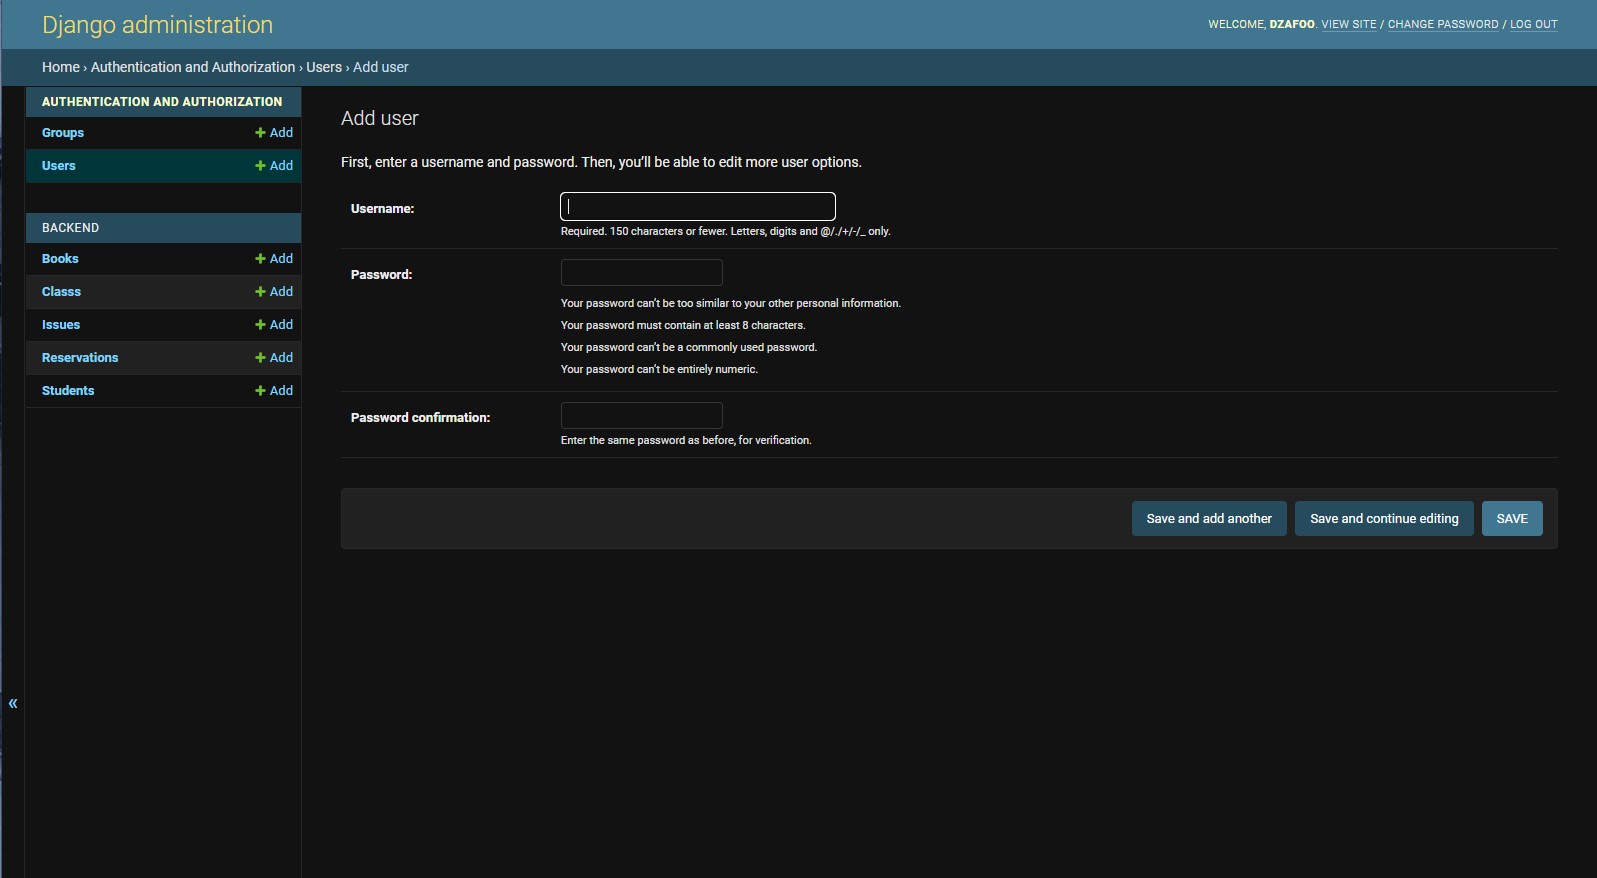 Django administration
WELCOME, DZAFOO. VIEW SITE / CHANGE PASSWORD / LOG OUT
Home › Authentication and Authorization › Users › Add user
AUTHENTICATION AND AUTHORIZATION
Groups + Add
Users + Add
BACKEND
Books + Add
Classs + Add
Issues + Add
Reservations + Add
Students + Add
«
Add user
First, enter a username and password. Then, you’ll be able to edit more user options.
Username:
Required. 150 characters or fewer. Letters, digits and @/./+/-/_ only.
Password:
Your password can’t be too similar to your other personal information.
Your password must contain at least 8 characters.
Your password can’t be a commonly used password.
Your password can’t be entirely numeric.
Password confirmation:
Enter the same password as before, for verification.
Save and add another
Save and continue editing
SAVE